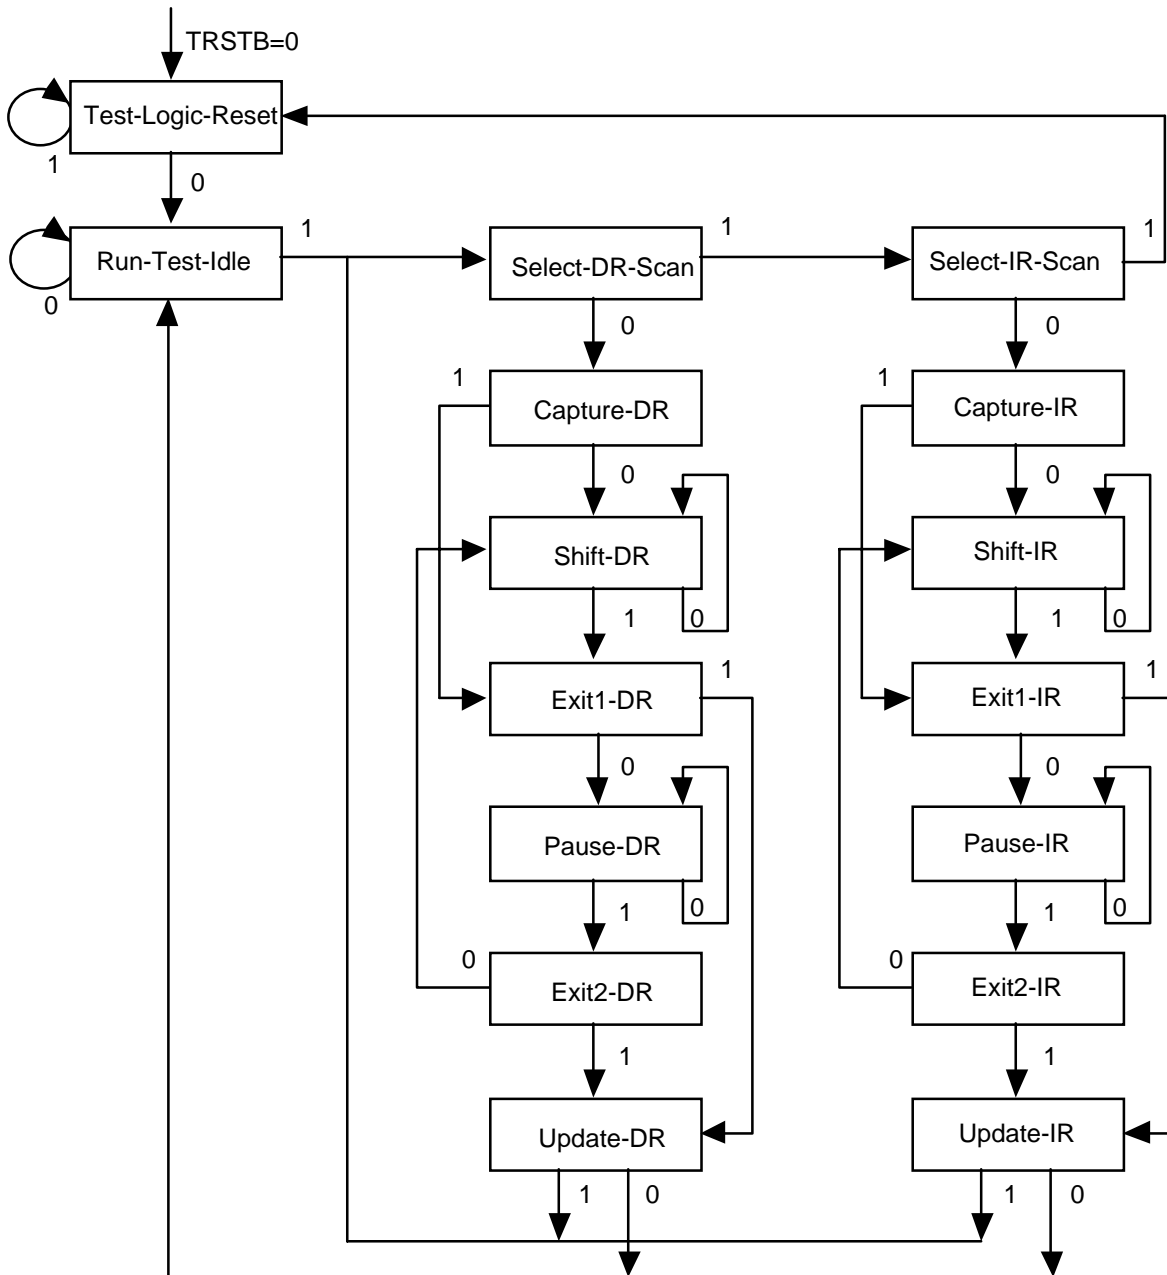 TRSTB=0
Test-Logic-Reset
1
0
Run-Test-Idle
0
1
Select-DR-Scan
1
Select-IR-Scan
1
0
0
1
Capture-DR
1
Capture-IR
0
0
Shift-DR
Shift-IR
1
0
1
0
Exit1-DR
1
Exit1-IR
1
0
0
Pause-DR
Pause-IR
1
0
1
0
0
Exit2-DR
0
Exit2-IR
1
1
Update-DR
Update-IR
1
0
1
0